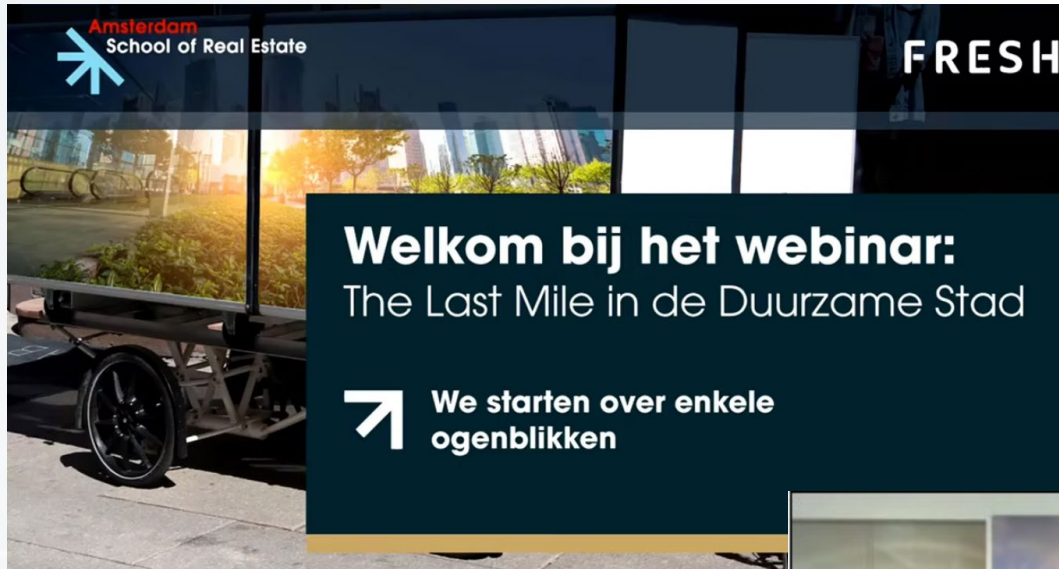 Amsterdam
School of Real Estate
FRESH
Welkom bij het webinar:
The Last Mile in de Duurzame Stad
We starten over enkele
ogenblikken